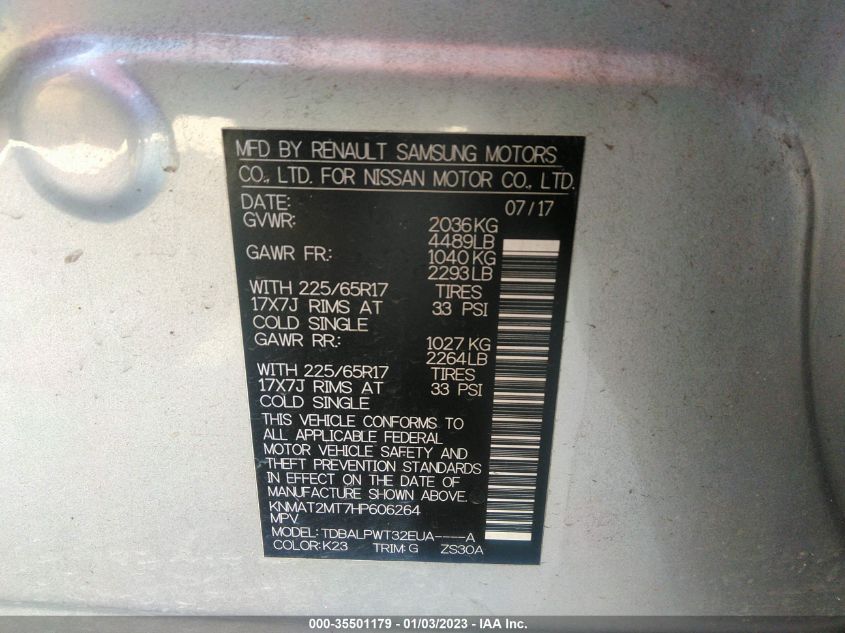 MFD BY RENAULT SAMSUNG MOTORS
CO., LTD. FOR NISSAN MOTOR CO., LTD.
DATE: 07/17
GVWR: 2036KG
4489LB
GAWR FR: 1040KG
2293LB
WITH 225/65R17 TIRES
17X7J RIMS AT 33 PSI
COLD SINGLE
GAWR RR: 1027KG
2264LB
WITH 225/65R17 TIRES
17X7J RIMS AT 33 PSI
COLD SINGLE
THIS VEHICLE CONFORMS TO
ALL APPLICABLE FEDERAL
MOTOR VEHICLE SAFETY AND
THEFT PREVENTION STANDARDS
IN EFFECT ON THE DATE OF
MANUFACTURE SHOWN ABOVE.
KNMAT2MT7HP606264
MPV
MODEL:TDBALPWT32EUA----A
COLOR:K23 TRIM:G ZS30A
000-35501179 - 01/03/2023 - IAA Inc.